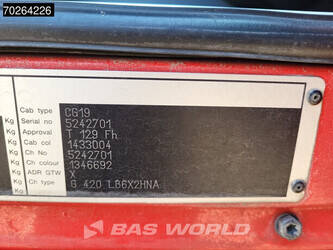 70264226
Cab type CG19
Kg Serial no 5242701
Kg Approval T 129 Fh
Kg Cab col 1433004
Kg Ch No 5242701
Kg Ch colour 1346692
Kg ADR GTW X
Kg Ch type G 420 LB6X2HNA
BAS WORLD